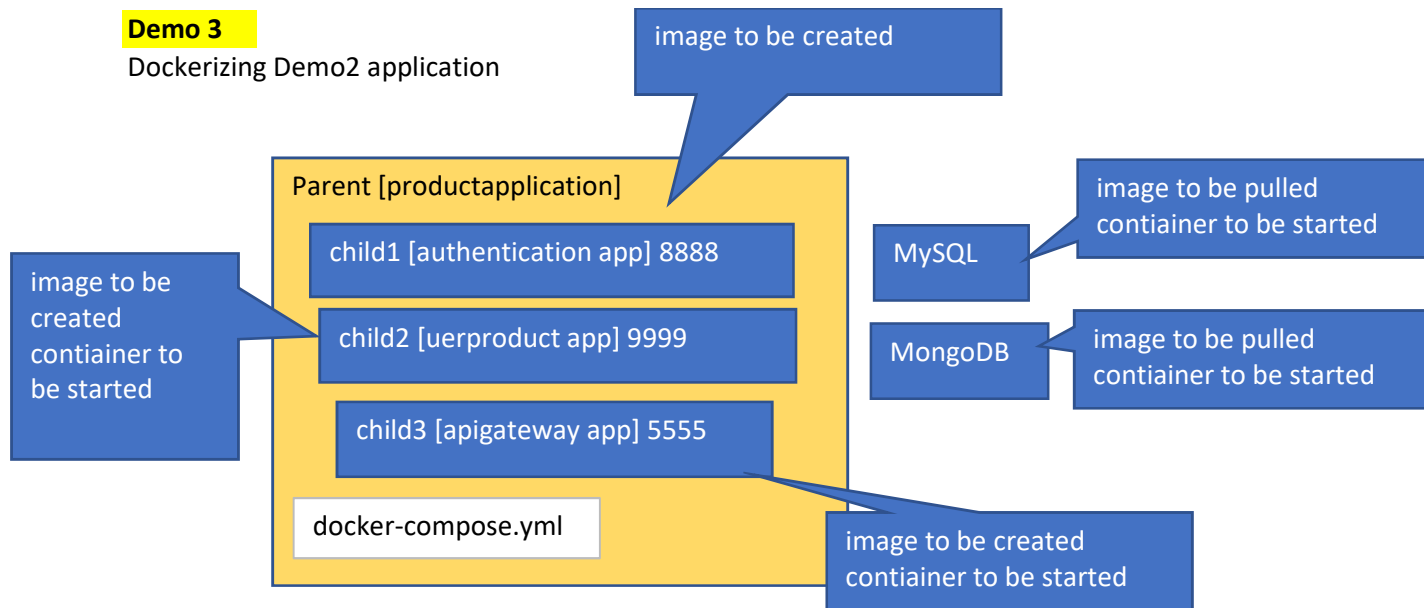 Demo 3
Dockerizing Demo2 application
image to be created
Parent [productapplication]
child1 [authentication app] 8888
child2 [uerproduct app] 9999
child3 [apigateway app] 5555
docker-compose.yml
image to be
created
contiainer to
be started
MySQL
image to be pulled
contiainer to be started
MongoDB
image to be pulled
contiainer to be started
image to be created
contiainer to be started